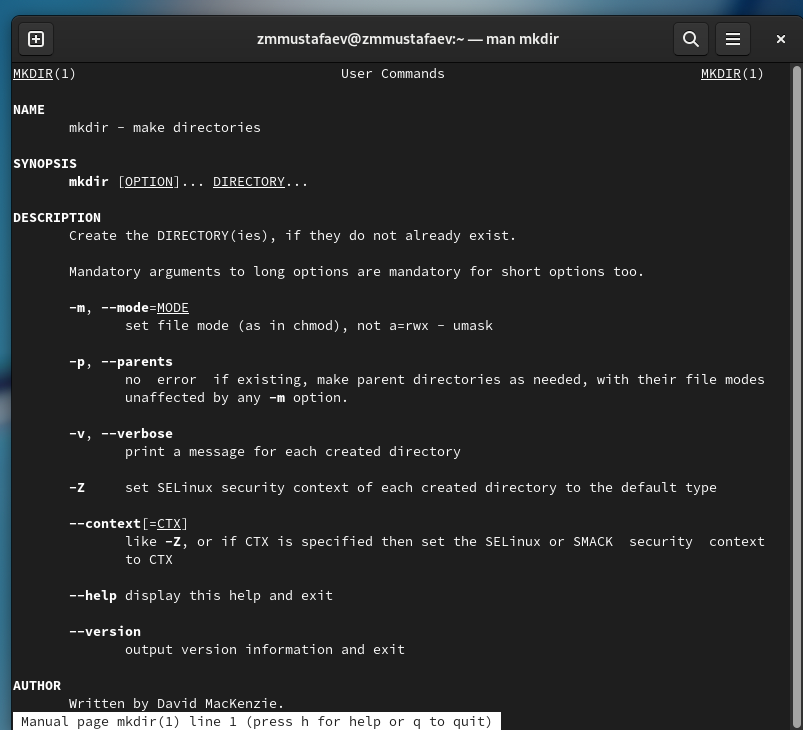 zmmustafaev@zmmustafaev:~ — man mkdir
MKDIR(1) User Commands MKDIR(1)
NAME
mkdir - make directories
SYNOPSIS
mkdir [OPTION]... DIRECTORY...
DESCRIPTION
Create the DIRECTORY(ies), if they do not already exist.
Mandatory arguments to long options are mandatory for short options too.
-m, --mode=MODE
set file mode (as in chmod), not a=rwx - umask
-p, --parents
no error if existing, make parent directories as needed, with their file modes
unaffected by any -m option.
-v, --verbose
print a message for each created directory
-Z set SELinux security context of each created directory to the default type
--context[=CTX]
like -Z, or if CTX is specified then set the SELinux or SMACK security context
to CTX
--help display this help and exit
--version
output version information and exit
AUTHOR
Written by David MacKenzie.
Manual page mkdir(1) line 1 (press h for help or q to quit)